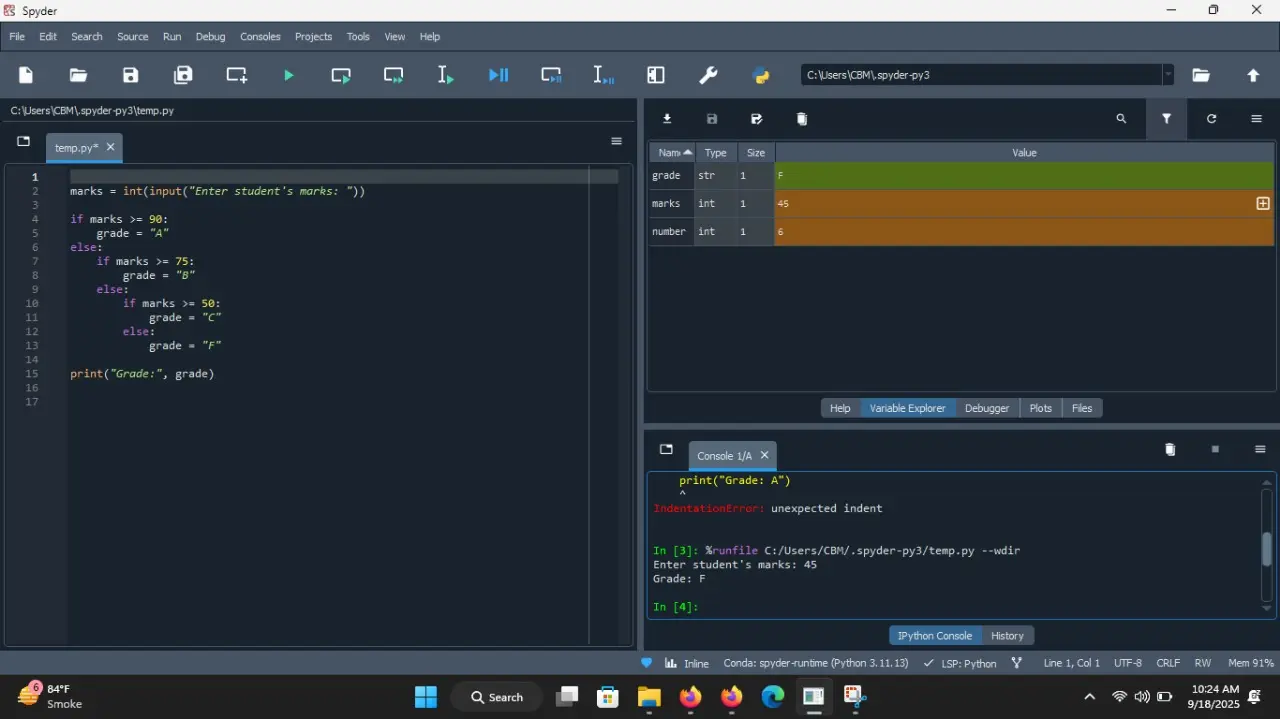 Spyder
File Edit Search Source Run Debug Consoles Projects Tools View Help
C:\Users\CBM\.spyder-py3
C:\Users\CBM\.spyder-py3\temp.py
temp.py*
1
2 marks = int(input("Enter student's marks: "))
3
4 if marks >= 90:
5     grade = "A"
6 else:
7     if marks >= 75:
8         grade = "B"
9     else:
10         if marks >= 50:
11             grade = "C"
12         else:
13             grade = "F"
14
15 print("Grade:", grade)
16
17
Nam Type Size Value
grade str 1 F
marks int 1 45
number int 1 6
Help Variable Explorer Debugger Plots Files
Console 1/A
print("Grade: A")
^
IndentationError: unexpected indent
In [3]: %runfile C:/Users/CBM/.spyder-py3/temp.py --wdir
Enter student's marks: 45
Grade: F
In [4]:
IPython Console History
Inline Conda: spyder-runtime (Python 3.11.13) LSP: Python Line 1, Col 1 UTF-8 CRLF RW Mem 91%
6
84°F
Smoke
Search
10:24 AM
9/18/2025